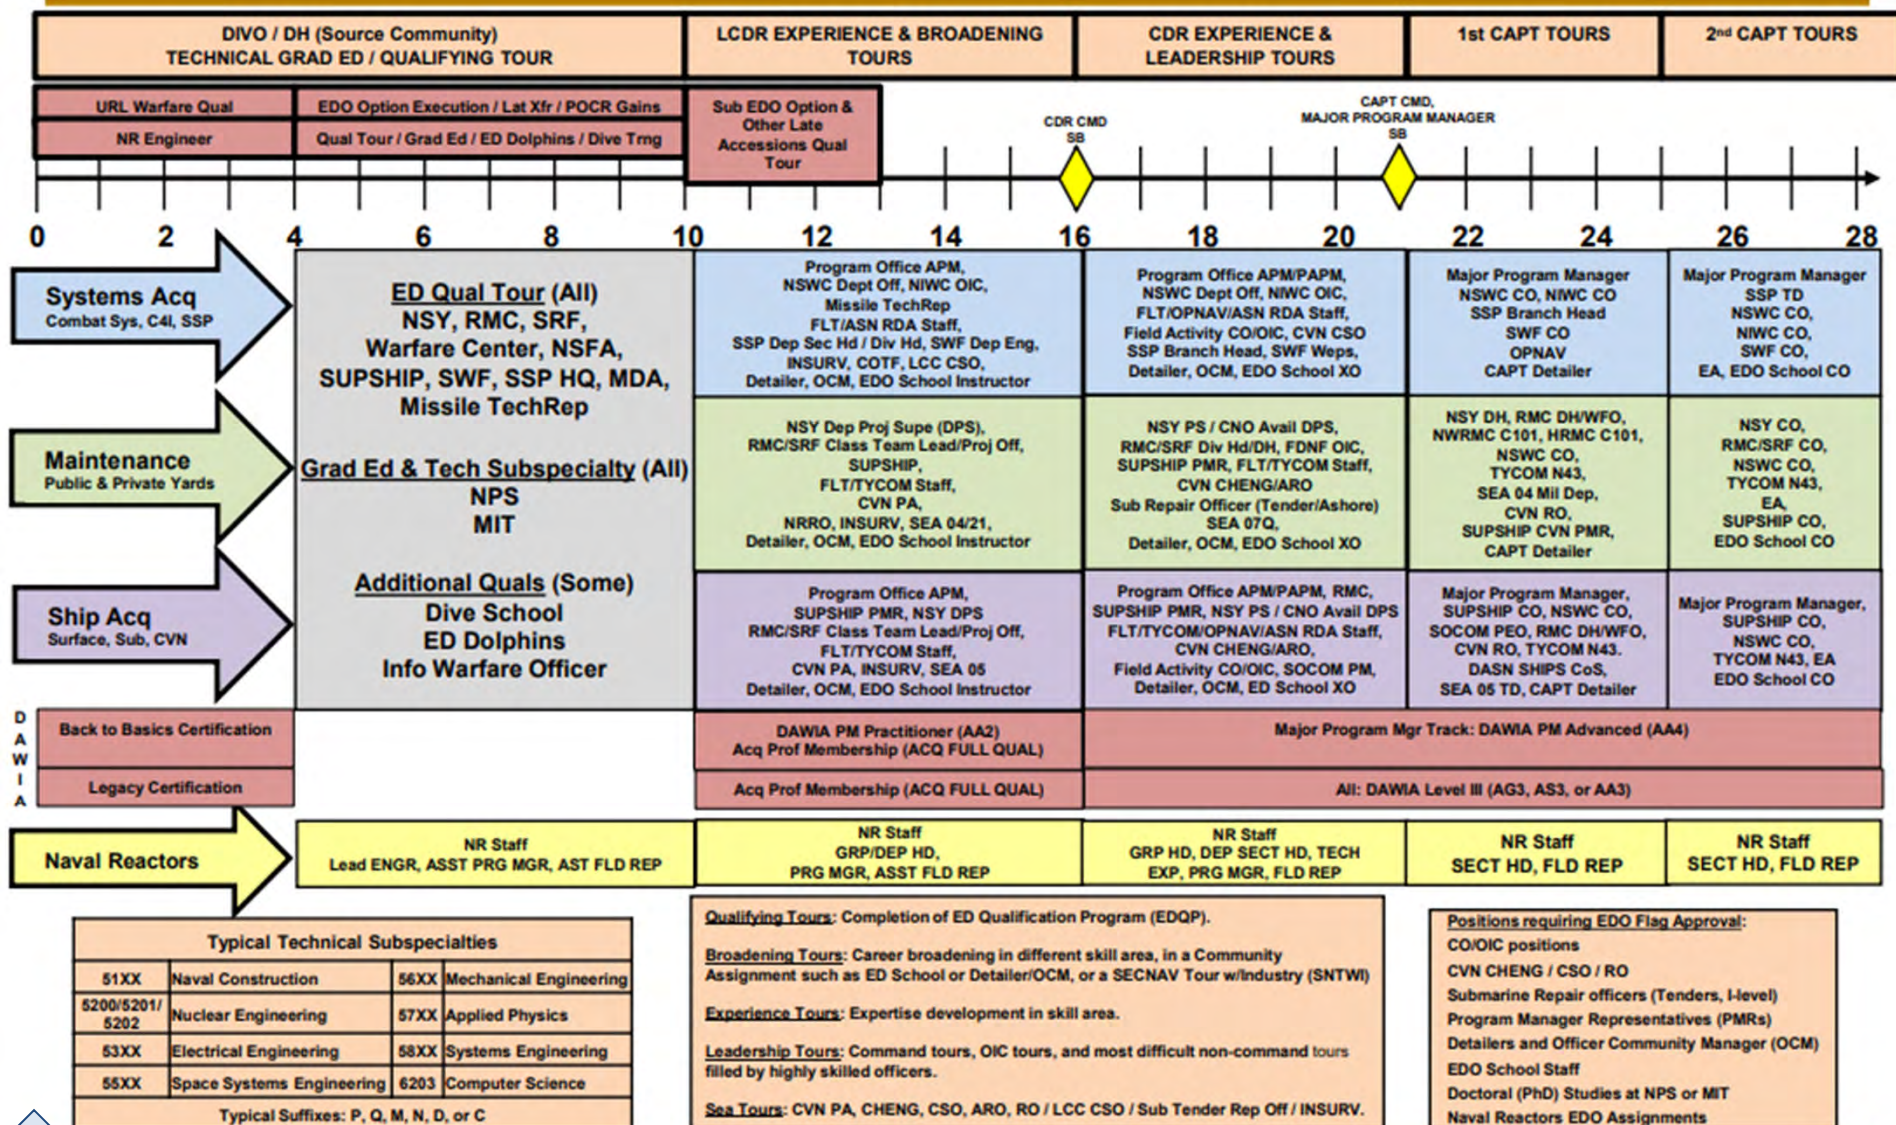 DIVO / DH (Source Community)
TECHNICAL GRAD ED / QUALIFYING TOUR
LCDR EXPERIENCE & BROADENING
TOURS
CDR EXPERIENCE &
LEADERSHIP TOURS
1st CAPT TOURS
2nd CAPT TOURS
URL Warfare Qual
EDO Option Execution / Lat Xfr / POCR Gains
NR Engineer
Qual Tour / Grad Ed / ED Dolphins / Dive Trng
Sub EDO Option &
Other Late
Accessions Qual
Tour
CDR CMD
SB
CAPT CMD,
MAJOR PROGRAM MANAGER
SB
0 2 4 6 8 10 12 14 16 18 20 22 24 26 28
Systems Acq
Combat Sys, C4I, SSP
Maintenance
Public & Private Yards
Ship Acq
Surface, Sub, CVN
ED Qual Tour (All)
NSY, RMC, SRF,
Warfare Center, NSFA,
SUPSHIP, SWF, SSP HQ, MDA,
Missile TechRep
Grad Ed & Tech Subspecialty (All)
NPS
MIT
Additional Quals (Some)
Dive School
ED Dolphins
Info Warfare Officer
Program Office APM,
NSWC Dept Off, NIWC OIC,
Missile TechRep
FLT/ASN RDA Staff,
SSP Dep Sec Hd / Div Hd, SWF Dep Eng,
INSURV, COTF, LCC CSO,
Detailer, OCM, EDO School Instructor
Program Office APM/PAPM,
NSWC Dept Off, NIWC OIC,
FLT/OPNAV/ASN RDA Staff,
Field Activity CO/OIC, CVN CSO
SSP Branch Head, SWF Weps,
Detailer, OCM, EDO School XO
Major Program Manager
NSWC CO, NIWC CO
SSP Branch Head
SWF CO
OPNAV
CAPT Detailer
Major Program Manager
SSP TD
NSWC CO,
NIWC CO,
SWF CO,
EA, EDO School CO
NSY Dep Proj Supe (DPS),
RMC/SRF Class Team Lead/Proj Off,
SUPSHIP,
FLT/TYCOM Staff,
CVN PA,
NRRO, INSURV, SEA 04/21,
Detailer, OCM, EDO School Instructor
NSY PS / CNO Avail DPS,
RMC/SRF Div Hd/DH, FDNF OIC,
SUPSHIP PMR, FLT/TYCOM Staff,
CVN CHENG/ARO
Sub Repair Officer (Tender/Ashore)
SEA 07Q,
Detailer, OCM, EDO School XO
NSY DH, RMC DH/WFO,
NWRMC C101, HRMC C101,
NSWC CO,
TYCOM N43,
SEA 04 Mil Dep,
CVN RO,
SUPSHIP CVN PMR,
CAPT Detailer
NSY CO,
RMC/SRF CO,
NSWC CO,
TYCOM N43,
EA,
SUPSHIP CO,
EDO School CO
Program Office APM,
SUPSHIP PMR, NSY DPS
RMC/SRF Class Team Lead/Proj Off,
FLT/TYCOM Staff,
CVN PA, INSURV, SEA 05
Detailer, OCM, EDO School Instructor
Program Office APM/PAPM, RMC,
SUPSHIP PMR, NSY PS / CNO Avail DPS
FLT/TYCOM/OPNAV/ASN RDA Staff,
CVN CHENG/ARO,
Field Activity CO/OIC, SOCOM PM,
Detailer, OCM, ED School XO
Major Program Manager,
SUPSHIP CO, NSWC CO,
SOCOM PEO, RMC DH/WFO,
CVN RO, TYCOM N43.
DASN SHIPS CoS,
SEA 05 TD, CAPT Detailer
Major Program Manager,
SUPSHIP CO,
NSWC CO,
TYCOM N43, EA
EDO School CO
DAWIA
Back to Basics Certification
Legacy Certification
DAWIA PM Practitioner (AA2)
Acq Prof Membership (ACQ FULL QUAL)
Major Program Mgr Track: DAWIA PM Advanced (AA4)
Acq Prof Membership (ACQ FULL QUAL)
All: DAWIA Level III (AG3, AS3, or AA3)
Naval Reactors
NR Staff
Lead ENGR, ASST PRG MGR, AST FLD REP
NR Staff
GRP/DEP HD,
PRG MGR, ASST FLD REP
NR Staff
GRP HD, DEP SECT HD, TECH
EXP, PRG MGR, FLD REP
NR Staff
SECT HD, FLD REP
NR Staff
SECT HD, FLD REP
Typical Technical Subspecialties
51XX Naval Construction 56XX Mechanical Engineering
5200/5201/
5202 Nuclear Engineering 57XX Applied Physics
53XX Electrical Engineering 58XX Systems Engineering
55XX Space Systems Engineering 6203 Computer Science
Typical Suffixes: P, Q, M, N, D, or C
Qualifying Tours: Completion of ED Qualification Program (EDQP).
Broadening Tours: Career broadening in different skill area, in a Community
Assignment such as ED School or Detailer/OCM, or a SECNAV Tour w/Industry (SNTWI)
Experience Tours: Expertise development in skill area.
Leadership Tours: Command tours, OIC tours, and most difficult non-command tours
filled by highly skilled officers.
Sea Tours: CVN PA, CHENG, CSO, ARO, RO / LCC CSO / Sub Tender Rep Off / INSURV.
Positions requiring EDO Flag Approval:
CO/OIC positions
CVN CHENG / CSO / RO
Submarine Repair officers (Tenders, I-level)
Program Manager Representatives (PMRs)
Detailers and Officer Community Manager (OCM)
EDO School Staff
Doctoral (PhD) Studies at NPS or MIT
Naval Reactors EDO Assignments